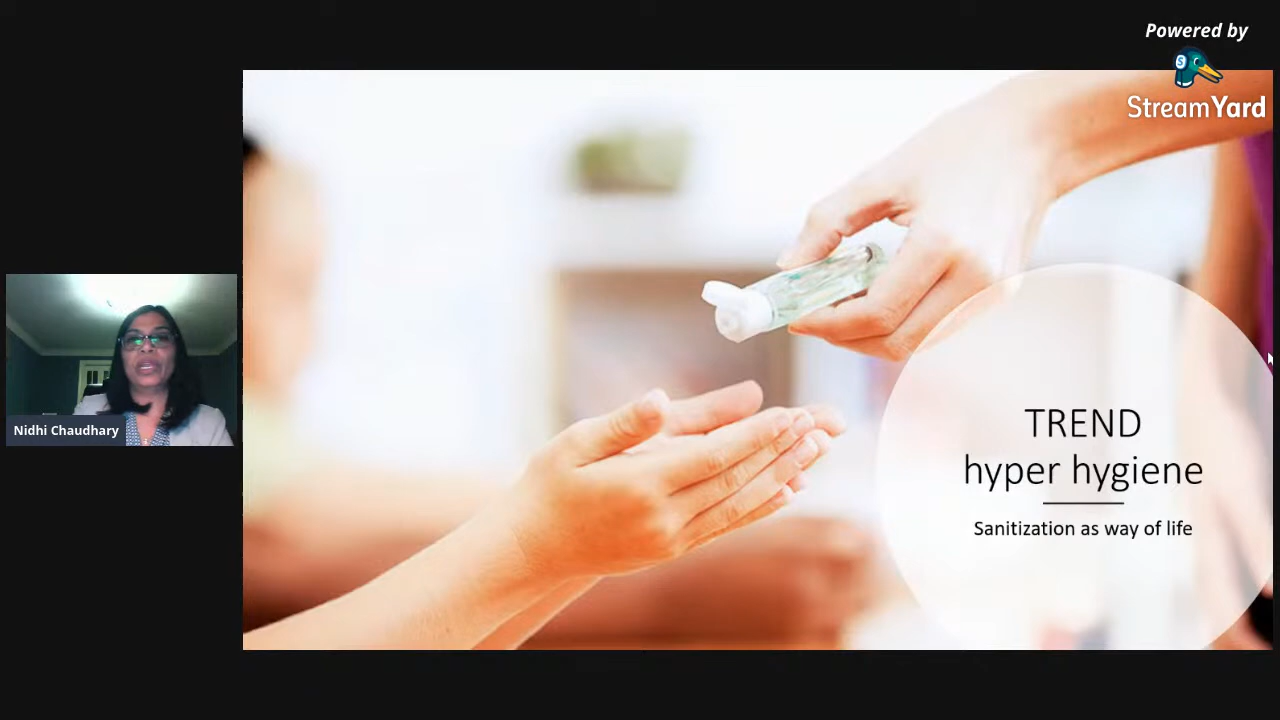 Powered by
StreamYard
TREND
hyper hygiene
Sanitization as way of life
Nidhi Chaudhary